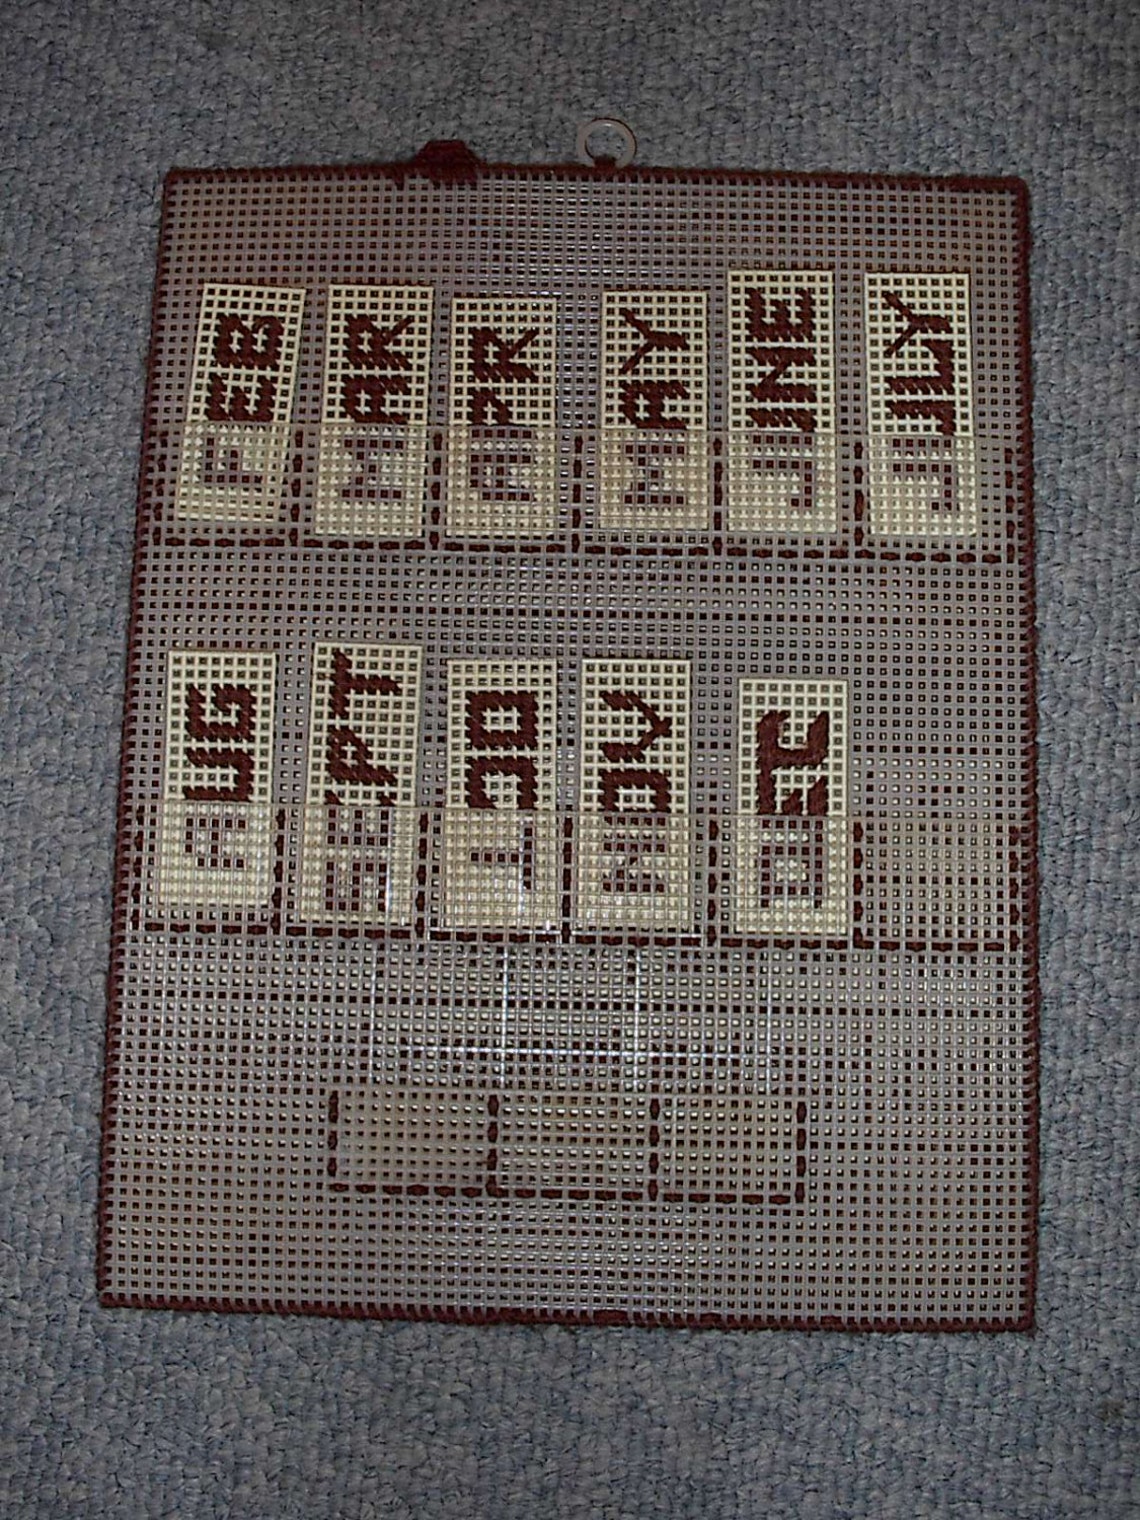 FEB
MAR
APR
MAY
JUNE
JULY
AUG
SEPT
OCT
NOV
DEC